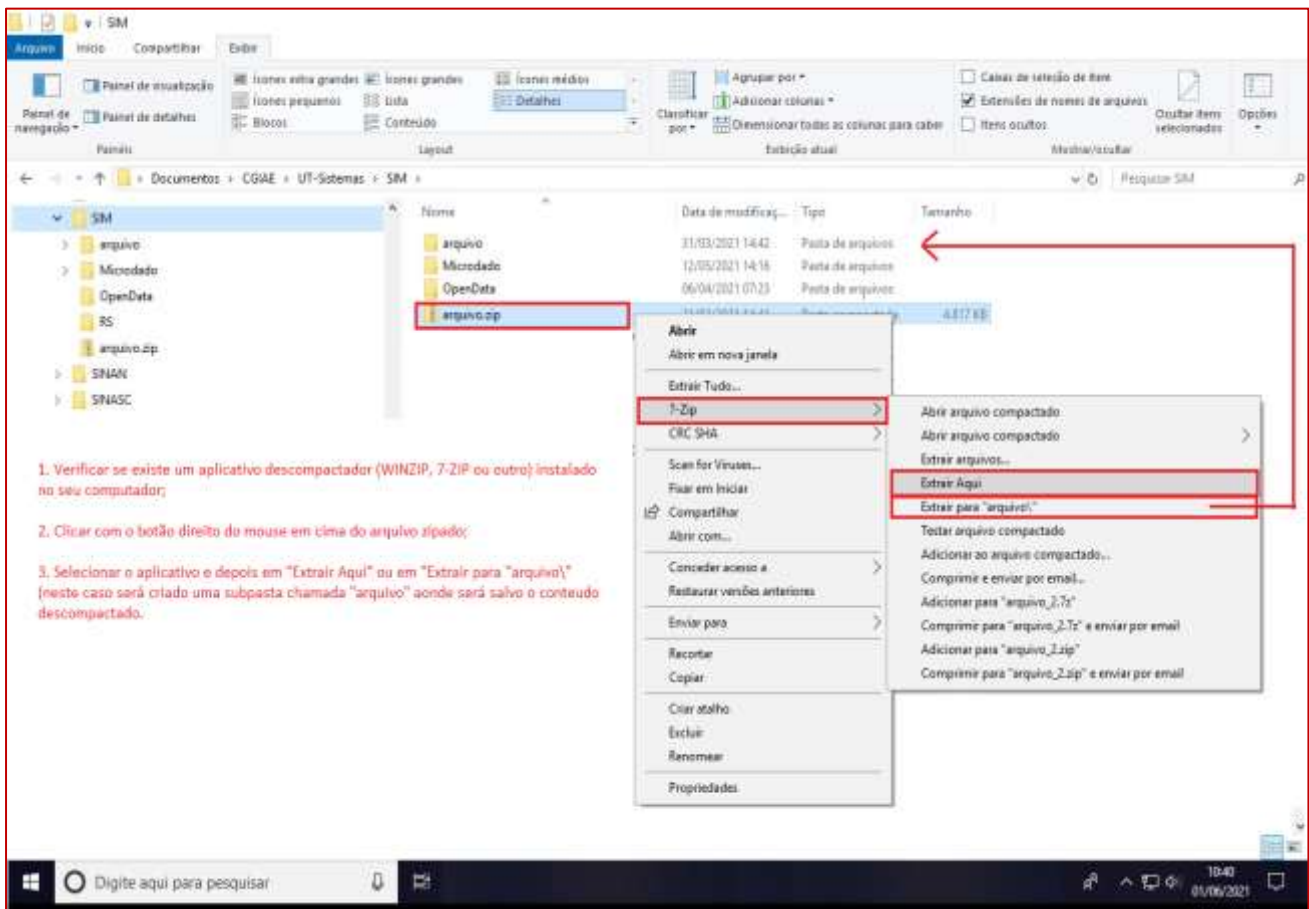 SIM
Arquivo Início Compartilhar Exibir
Painel de navegação
Painel de visualização
Painel de detalhes
Painéis
Ícones extra grandes Ícones grandes Ícones médios
Ícones pequenos Lista Detalhes
Blocos Conteúdo
Layout
Classificar por
Agrupar por
Adicionar colunas
Dimensionar todas as colunas para caber
Exibição atual
Caixas de seleção de item
Extensões de nomes de arquivos
Itens ocultos
Ocultar itens selecionados
Mostrar/ocultar
Opções
Documentos CGIAE UT-Sistemas SIM
Pesquisar SIM
SIM
arquivo
Microdado
OpenData
RS
arquivo.zip
SINAN
SINASC
Nome Data de modificaç... Tipo Tamanho
arquivo 31/03/2021 14:42 Pasta de arquivos
Microdado 12/05/2021 14:16 Pasta de arquivos
OpenData 06/04/2021 07:23 Pasta de arquivos
arquivo.zip 4.817 KB
Abrir
Abrir em nova janela
Extrair Tudo...
7-Zip
CRC SHA
Scan for Viruses...
Fixar em Iniciar
Compartilhar
Abrir com...
Conceder acesso a
Restaurar versões anteriores
Enviar para
Recortar
Copiar
Criar atalho
Excluir
Renomear
Propriedades
Abrir arquivo compactado
Abrir arquivo compactado
Extrair arquivos...
Extrair Aqui
Extrair para "arquivo\"
Testar arquivo compactado
Adicionar ao arquivo compactado...
Comprimir e enviar por email...
Adicionar para "arquivo_2.7z"
Comprimir para "arquivo_2.7z" e enviar por email
Adicionar para "arquivo_2.zip"
Comprimir para "arquivo_2.zip" e enviar por email
1. Verificar se existe um aplicativo descompactador (WINZIP, 7-ZIP ou outro) instalado
no seu computador;
2. Clicar com o botão direito do mouse em cima do arquivo zipado;
3. Selecionar o aplicativo e depois em "Extrair Aqui" ou em "Extrair para "arquivo\"
(neste caso será criado uma subpasta chamada "arquivo" aonde será salvo o conteudo
descompactado.
Digite aqui para pesquisar
10:40
01/06/2021